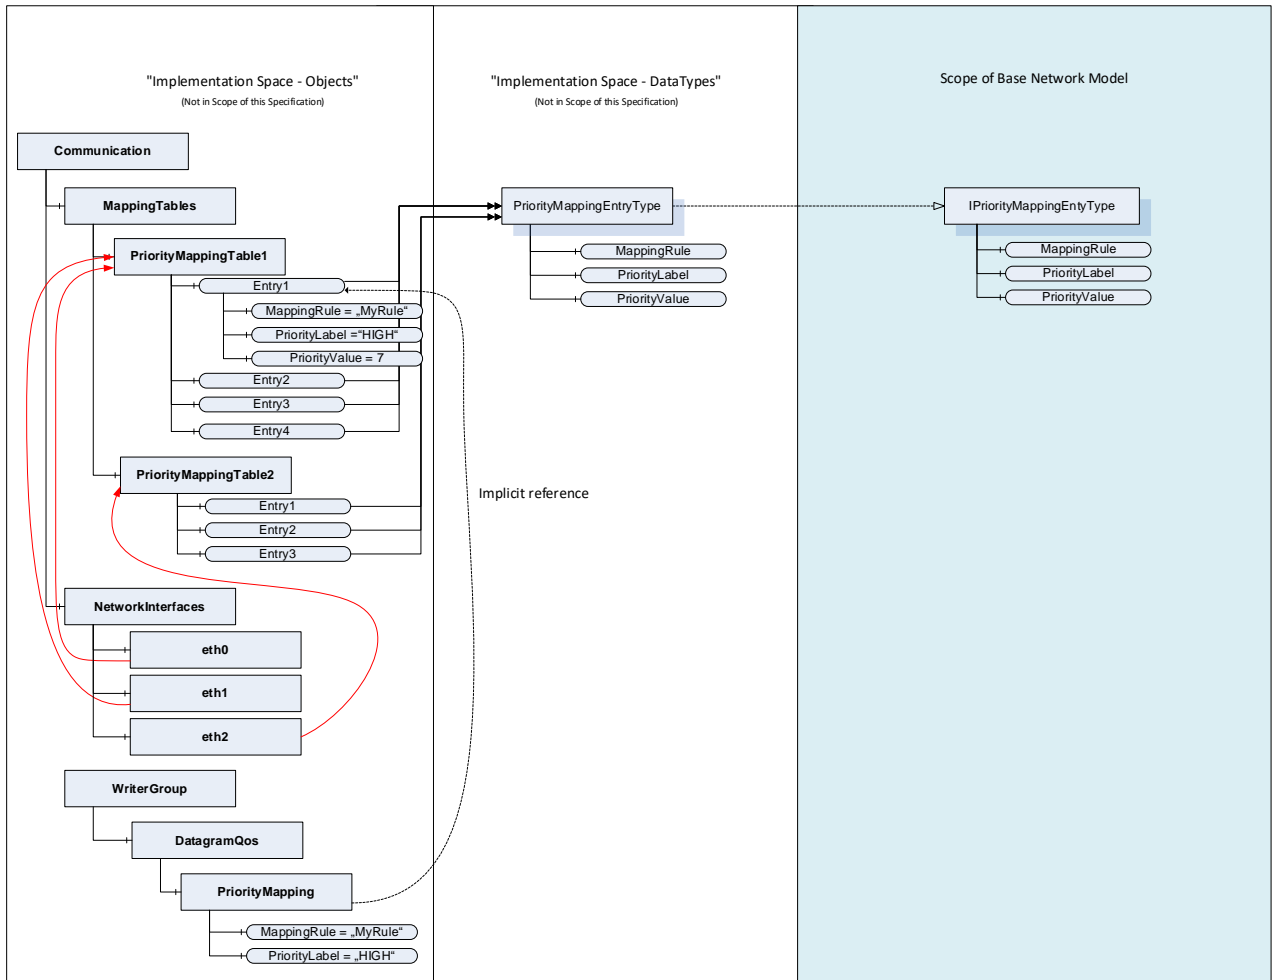 "Implementation Space - Objects"
(Not in Scope of this Specification)
"Implementation Space - DataTypes"
(Not in Scope of this Specification)
Scope of Base Network Model
Communication
MappingTables
PriorityMappingTable1
Entry1
MappingRule = „MyRule“
PriorityLabel =“HIGH“
PriorityValue = 7
Entry2
Entry3
Entry4
PriorityMappingTable2
Entry1
Entry2
Entry3
NetworkInterfaces
eth0
eth1
eth2
WriterGroup
DatagramQos
PriorityMapping
MappingRule = „MyRule“
PriorityLabel = „HIGH“
Implicit reference
PriorityMappingEntryType
MappingRule
PriorityLabel
PriorityValue
IPriorityMappingEntyType
MappingRule
PriorityLabel
PriorityValue